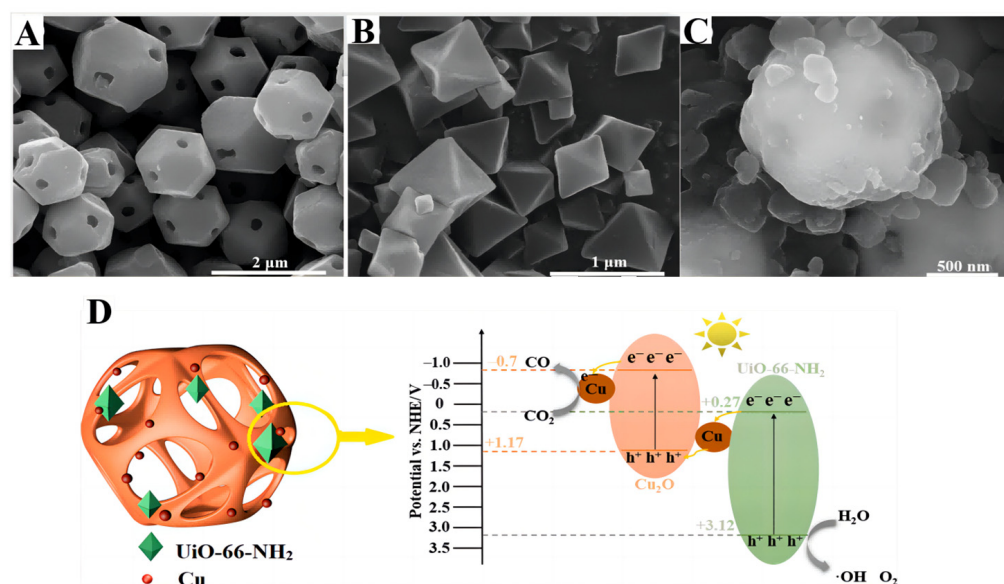 A
B
C
2 μm
1 μm
500 nm
D
UiO-66-NH₂
Cu
Potential vs. NHE/V
−1.0
−0.5
0
0.5
1.0
1.5
2.0
2.5
3.0
3.5
−0.7
+1.17
CO
CO₂
e⁻
Cu
e⁻ e⁻ e⁻
h⁺ h⁺ h⁺
Cu₂O
Cu
UiO-66-NH₂
+0.27
e⁻ e⁻ e⁻
+3.12
h⁺ h⁺ h⁺
H₂O
·OH O₂